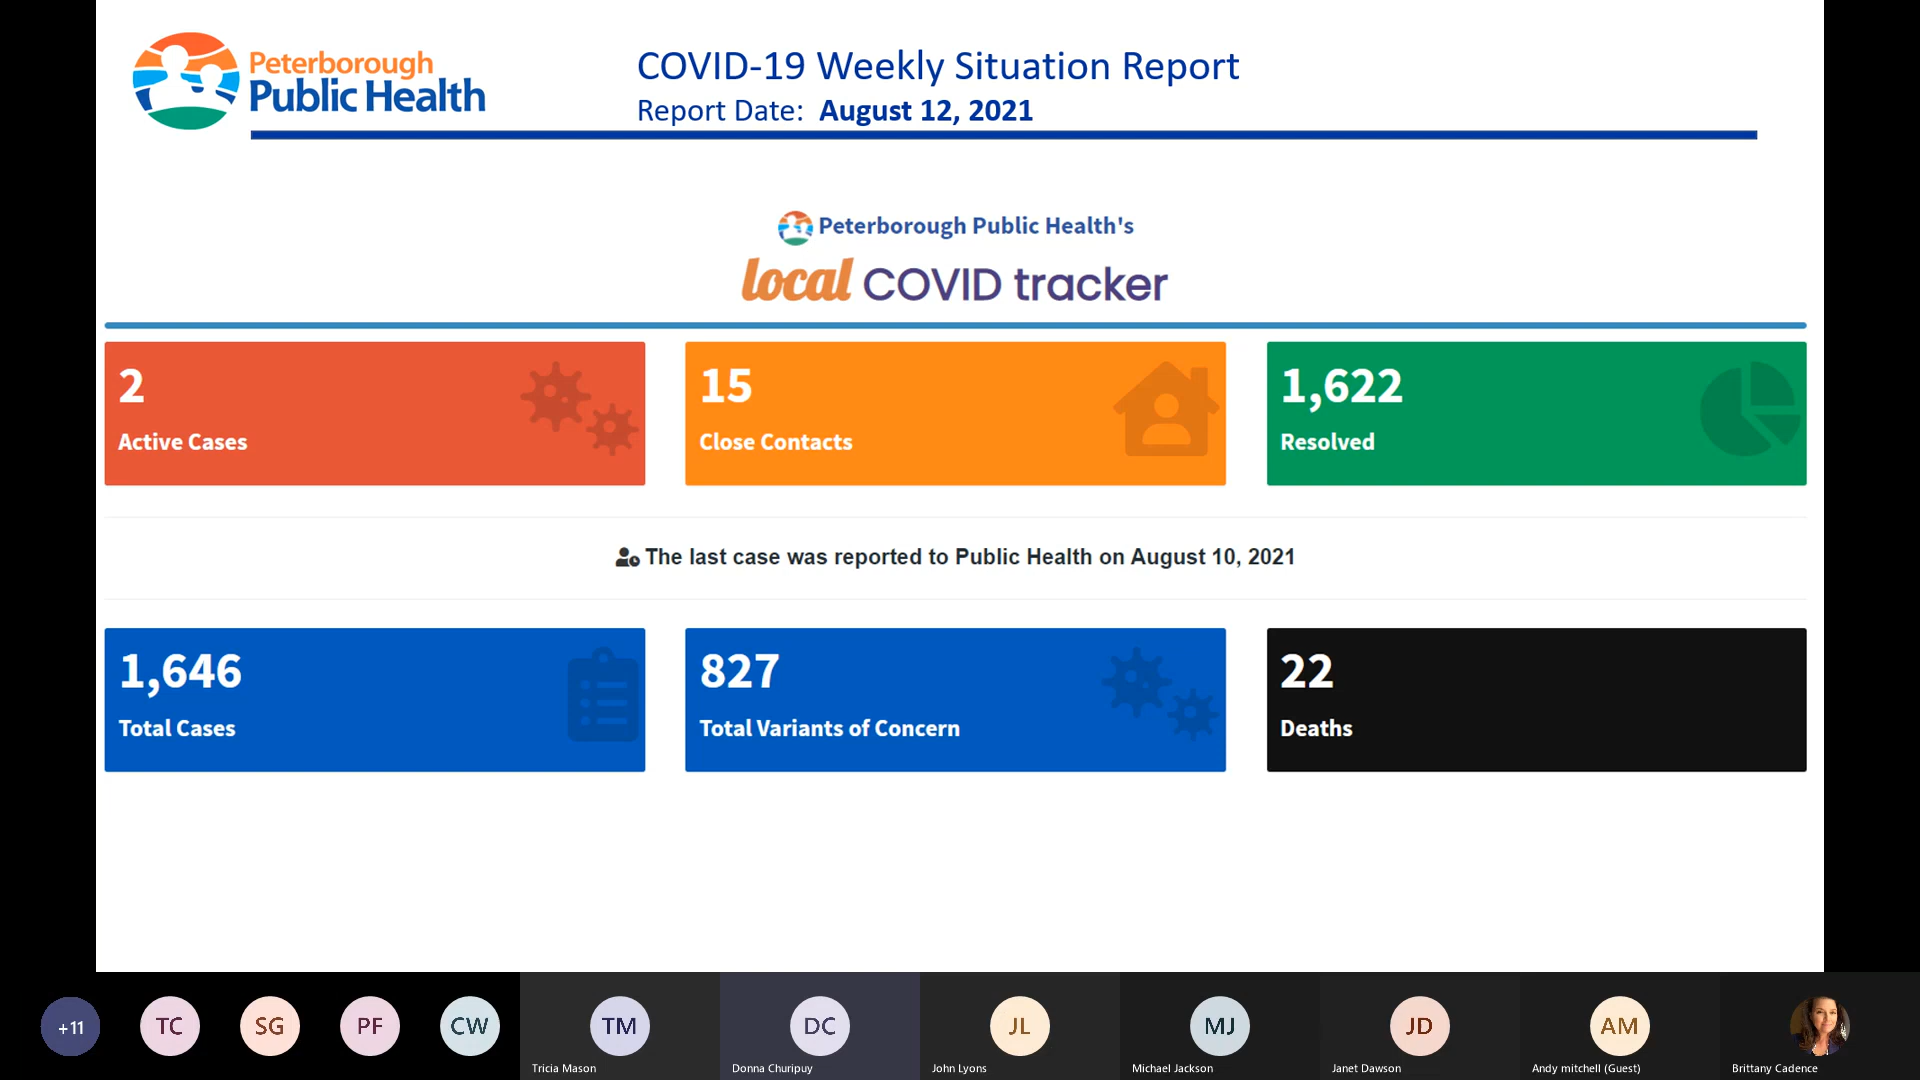 Peterborough
Public Health
COVID-19 Weekly Situation Report
Report Date: August 12, 2021
Peterborough Public Health's
local COVID tracker
2
Active Cases
15
Close Contacts
1,622
Resolved
The last case was reported to Public Health on August 10, 2021
1,646
Total Cases
827
Total Variants of Concern
22
Deaths
+11
TC
SG
PF
CW
TM
Tricia Mason
DC
Donna Churipuy
JL
John Lyons
MJ
Michael Jackson
JD
Janet Dawson
AM
Andy mitchell (Guest)
Brittany Cadence